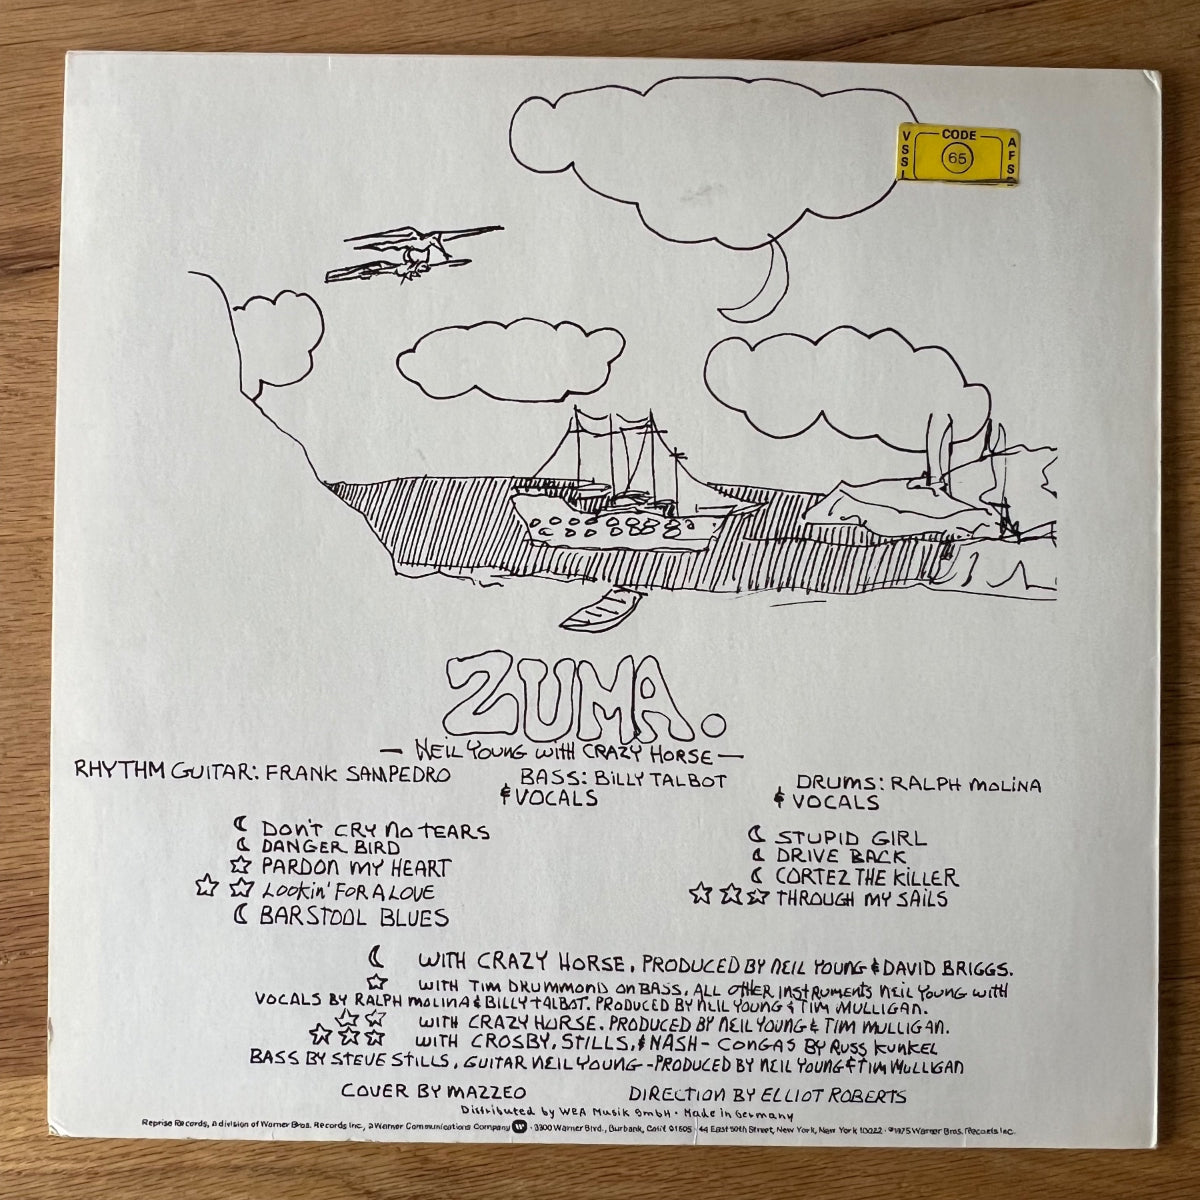 VSSL CODE AFS
65
ZUMA.
— NEIL YOUNG WITH CRAZY HORSE —
RHYTHM GUITAR: FRANK SAMPEDRO
BASS: BILLY TALBOT
& VOCALS
DRUMS: RALPH MOLINA
& VOCALS
DON'T CRY NO TEARS
DANGER BIRD
PARDON MY HEART
LOOKIN' FOR A LOVE
BARSTOOL BLUES
STUPID GIRL
DRIVE BACK
CORTEZ THE KILLER
THROUGH MY SAILS
WITH CRAZY HORSE. PRODUCED BY NEIL YOUNG & DAVID BRIGGS.
WITH TIM DRUMMOND ON BASS. ALL OTHER INSTRUMENTS NEIL YOUNG WITH
VOCALS BY RALPH MOLINA & BILLY TALBOT. PRODUCED BY NEIL YOUNG & TIM MULLIGAN.
WITH CRAZY HORSE. PRODUCED BY NEIL YOUNG & TIM MULLIGAN.
WITH CROSBY, STILLS, & NASH - CONGAS BY RUSS KUNKEL
BASS BY STEVE STILLS, GUITAR NEIL YOUNG - PRODUCED BY NEIL YOUNG & TIM MULLIGAN
COVER BY MAZZEO DIRECTION BY ELLIOT ROBERTS
Distributed by WEA Musik GmbH · Made in Germany
Reprise Records, a division of Warner Bros. Records Inc., a Warner Communications Company W · 3300 Warner Blvd., Burbank, Calif. 91505 · 44 East 50th Street, New York, New York 10022 · ℗1975 Warner Bros. Records Inc.